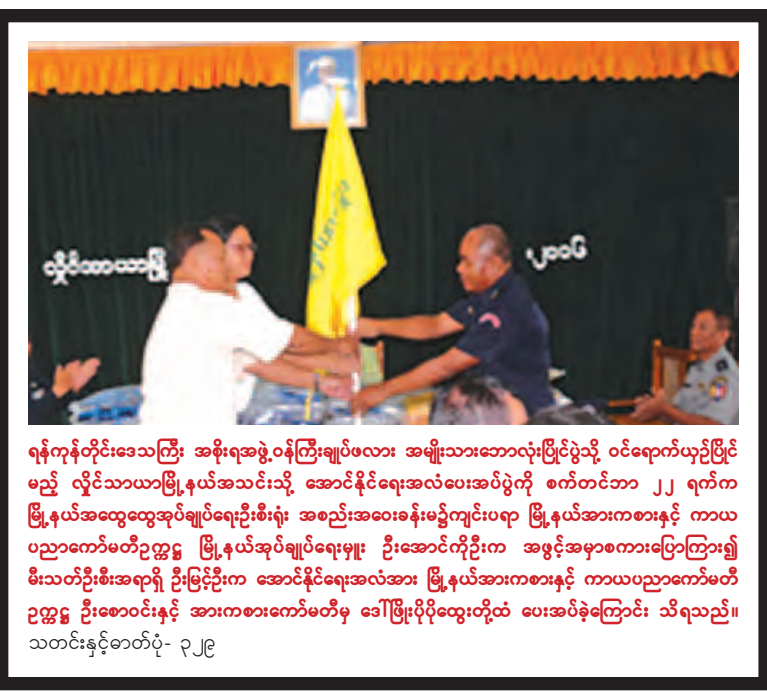 လှိုင်သာယာမြို့
၊၂၀၁၆
ရန်ကုန်တိုင်းဒေသကြီး အစိုးရအဖွဲ့ဝန်ကြီးချုပ်ဖလား အမျိုးသားဘောလုံးပြိုင်ပွဲသို့ ဝင်ရောက်ယှဉ်ပြိုင်
မည့် လှိုင်သာယာမြို့နယ်အသင်းသို့ အောင်နိုင်ရေးအလံပေးအပ်ပွဲကို စက်တင်ဘာ ၂၂ ရက်က
မြို့နယ်အထွေထွေအုပ်ချုပ်ရေးဦးစီးရုံး အစည်းအဝေးခန်းမ၌ကျင်းပရာ မြို့နယ်အားကစားနှင့် ကာယ
ပညာကော်မတီဥက္ကဋ္ဌ မြို့နယ်အုပ်ချုပ်ရေးမှူး ဦးအောင်ကိုဦးက အဖွင့်အမှာစကားပြောကြား၍
မီးသတ်ဦးစီးအရာရှိ ဦးမြင့်ဦးက အောင်နိုင်ရေးအလံအား မြို့နယ်အားကစားနှင့် ကာယပညာကော်မတီ
ဥက္ကဋ္ဌ ဦးစောဝင်းနှင့် အားကစားကော်မတီမှ ဒေါ်ဖြိုးပိုပိုထွေးတို့ထံ ပေးအပ်ခဲ့ကြောင်း သိရသည်။
သတင်းနှင့်ဓာတ်ပုံ- ၃၂၉